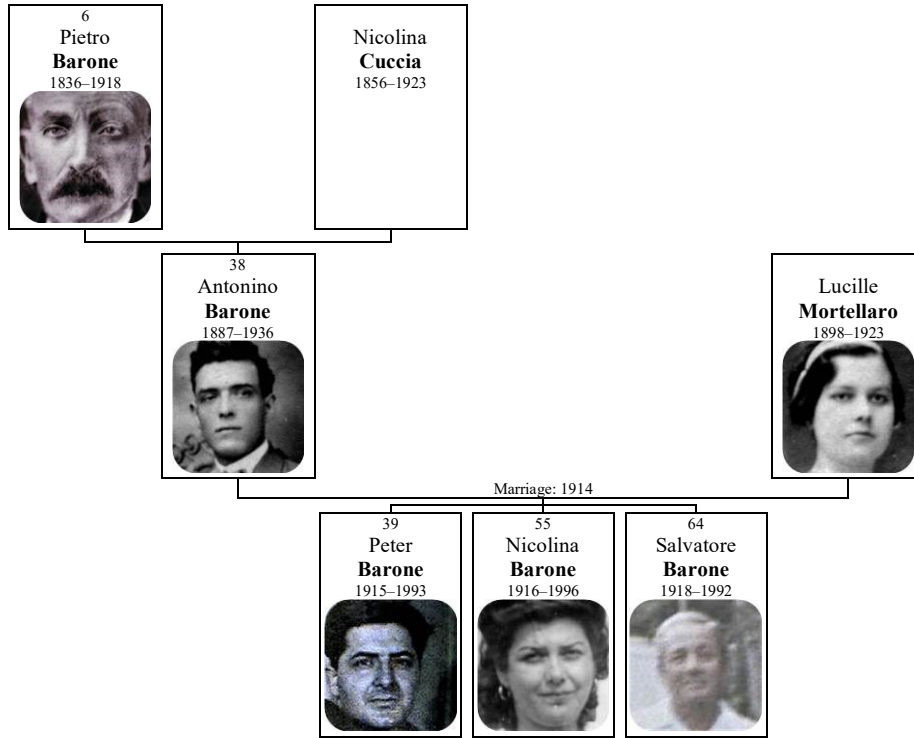 6
Pietro
Barone
1836–1918
Nicolina
Cuccia
1856–1923
38
Antonino
Barone
1887–1936
Lucille
Mortellaro
1898–1923
Marriage: 1914
39
Peter
Barone
1915–1993
55
Nicolina
Barone
1916–1996
64
Salvatore
Barone
1918–1992